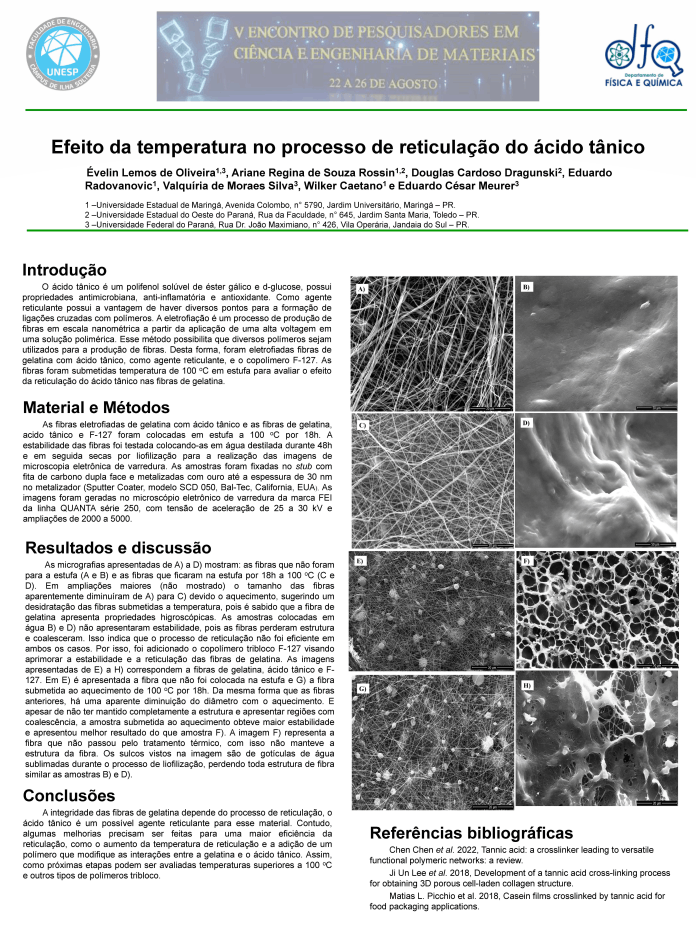 FACULDADE DE ENGENHARIA
UNESP
CÂMPUS DE ILHA SOLTEIRA
V ENCONTRO DE PESQUISADORES EM
CIÊNCIA E ENGENHARIA DE MATERIAIS
22 A 26 DE AGOSTO
dfq
Departamento de
FÍSICA E QUÍMICA
Efeito da temperatura no processo de reticulação do ácido tânico
Évelin Lemos de Oliveira1,3, Ariane Regina de Souza Rossin1,2, Douglas Cardoso Dragunski2, Eduardo
Radovanovic1, Valquíria de Moraes Silva3, Wilker Caetano1 e Eduardo César Meurer3
1 –Universidade Estadual de Maringá, Avenida Colombo, n° 5790, Jardim Universitário, Maringá – PR.
2 –Universidade Estadual do Oeste do Paraná, Rua da Faculdade, n° 645, Jardim Santa Maria, Toledo – PR.
3 –Universidade Federal do Paraná, Rua Dr. João Maximiano, n° 426, Vila Operária, Jandaia do Sul – PR.
Introdução
O ácido tânico é um polifenol solúvel de éster gálico e d-glucose, possui
propriedades antimicrobiana, anti-inflamatória e antioxidante. Como agente
reticulante possui a vantagem de haver diversos pontos para a formação de
ligações cruzadas com polímeros. A eletrofiação é um processo de produção de
fibras em escala nanométrica a partir da aplicação de uma alta voltagem em
uma solução polimérica. Esse método possibilita que diversos polímeros sejam
utilizados para a produção de fibras. Desta forma, foram eletrofiadas fibras de
gelatina com ácido tânico, como agente reticulante, e o copolímero F-127. As
fibras foram submetidas temperatura de 100 ºC em estufa para avaliar o efeito
da reticulação do ácido tânico nas fibras de gelatina.
Material e Métodos
As fibras eletrofiadas de gelatina com ácido tânico e as fibras de gelatina,
acido tânico e F-127 foram colocadas em estufa a 100 ºC por 18h. A
estabilidade das fibras foi testada colocando-as em água destilada durante 48h
e em seguida secas por liofilização para a realização das imagens de
microscopia eletrônica de varredura. As amostras foram fixadas no stub com
fita de carbono dupla face e metalizadas com ouro até a espessura de 30 nm
no metalizador (Sputter Coater, modelo SCD 050, Bal-Tec, California, EUA). As
imagens foram geradas no microscópio eletrônico de varredura da marca FEI
da linha QUANTA série 250, com tensão de aceleração de 25 a 30 kV e
ampliações de 2000 a 5000.
Resultados e discussão
As micrografias apresentadas de A) a D) mostram: as fibras que não foram
para a estufa (A e B) e as fibras que ficaram na estufa por 18h a 100 ºC (C e
D). Em ampliações maiores (não mostrado) o tamanho das fibras
aparentemente diminuíram de A) para C) devido o aquecimento, sugerindo um
desidratação das fibras submetidas a temperatura, pois é sabido que a fibra de
gelatina apresenta propriedades higroscópicas. As amostras colocadas em
água B) e D) não apresentaram estabilidade, pois as fibras perderam estrutura
e coalesceram. Isso indica que o processo de reticulação não foi eficiente em
ambos os casos. Por isso, foi adicionado o copolímero tribloco F-127 visando
aprimorar a estabilidade e a reticulação das fibras de gelatina. As imagens
apresentadas de E) a H) correspondem a fibras de gelatina, ácido tânico e F-
127. Em E) é apresentada a fibra que não foi colocada na estufa e G) a fibra
submetida ao aquecimento de 100 ºC por 18h. Da mesma forma que as fibras
anteriores, há uma aparente diminuição do diâmetro com o aquecimento. E
apesar de não ter mantido completamente a estrutura e apresentar regiões com
coalescência, a amostra submetida ao aquecimento obteve maior estabilidade
e apresentou melhor resultado do que amostra F). A imagem F) representa a
fibra que não passou pelo tratamento térmico, com isso não manteve a
estrutura da fibra. Os sulcos vistos na imagem são de gotículas de água
sublimadas durante o processo de liofilização, perdendo toda estrutura de fibra
similar as amostras B) e D).
Conclusões
A integridade das fibras de gelatina depende do processo de reticulação, o
ácido tânico é um possível agente reticulante para esse material. Contudo,
algumas melhorias precisam ser feitas para uma maior eficiência da
reticulação, como o aumento da temperatura de reticulação e a adição de um
polímero que modifique as interações entre a gelatina e o ácido tânico. Assim,
como próximas etapas podem ser avaliadas temperaturas superiores a 100 ºC
e outros tipos de polímeros tribloco.
A)
B)
C)
D)
E)
F)
G)
H)
Referências bibliográficas
Chen Chen et al. 2022, Tannic acid: a crosslinker leading to versatile
functional polymeric networks: a review.
Ji Un Lee et al. 2018, Development of a tannic acid cross-linking process
for obtaining 3D porous cell-laden collagen structure.
Matias L. Picchio et al. 2018, Casein films crosslinked by tannic acid for
food packaging applications.